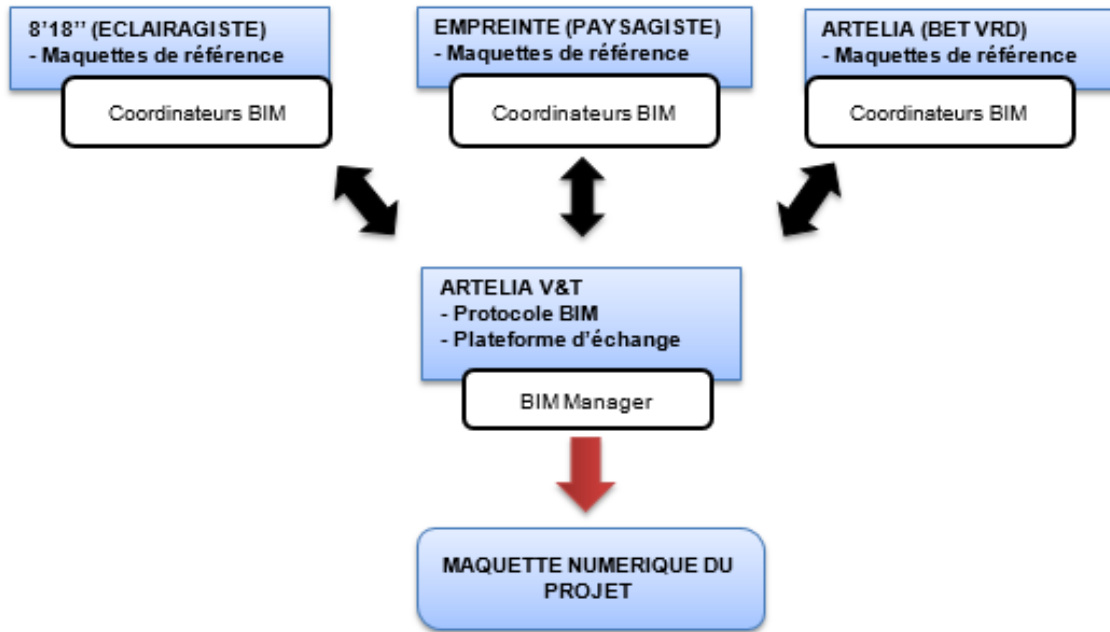 8’18’’ (ECLAIRAGISTE)
- Maquettes de référence
Coordinateurs BIM
EMPREINTE (PAYSAGISTE)
- Maquettes de référence
Coordinateurs BIM
ARTELIA (BET VRD)
- Maquettes de référence
Coordinateurs BIM
ARTELIA V&T
- Protocole BIM
- Plateforme d’échange
BIM Manager
MAQUETTE NUMERIQUE DU
PROJET